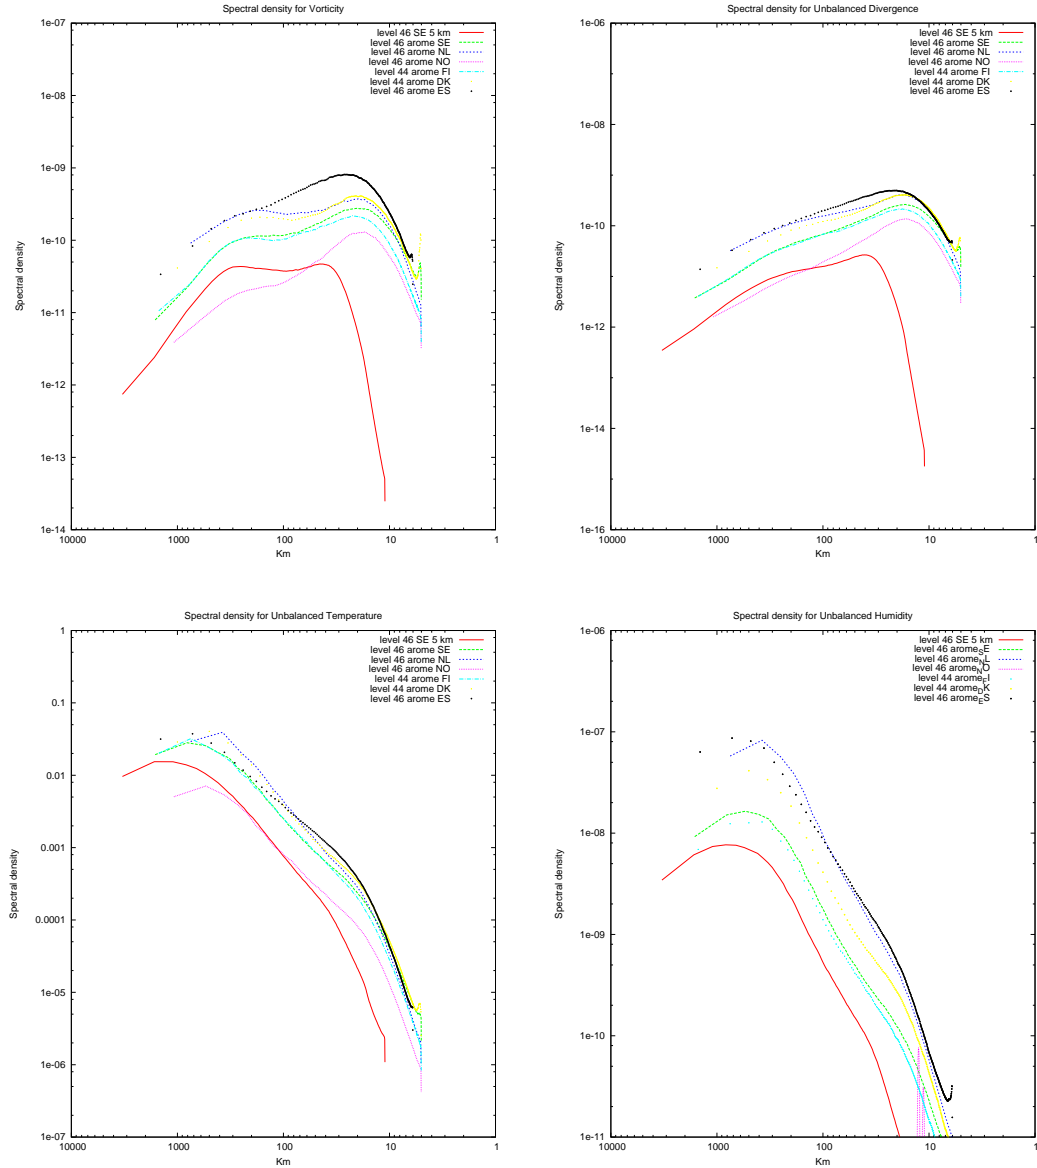 Spectral density for Vorticity
1e-07
1e-08
1e-09
1e-10
1e-11
1e-12
1e-13
1e-14
Spectral density
level 46 SE 5 km
level 46 arome SE
level 46 arome NL
level 46 arome NO
level 44 arome FI
level 44 arome DK
level 46 arome ES
10000
1000
100
10
1
Km
Spectral density for Unbalanced Divergence
1e-06
1e-08
1e-10
1e-12
1e-14
1e-16
Spectral density
level 46 SE 5 km
level 46 arome SE
level 46 arome NL
level 46 arome NO
level 44 arome FI
level 44 arome DK
level 46 arome ES
10000
1000
100
10
1
Km
Spectral density for Unbalanced Temperature
1
0.1
0.01
0.001
0.0001
1e-05
1e-06
1e-07
Spectral density
level 46 SE 5 km
level 46 arome SE
level 46 arome NL
level 46 arome NO
level 44 arome FI
level 44 arome DK
level 46 arome ES
10000
1000
100
10
1
Km
Spectral density for Unbalanced Humidity
1e-06
1e-07
1e-08
1e-09
1e-10
1e-11
Spectral density
level 46 SE 5 km
level 46 arome_SE
level 46 arome_NL
level 46 arome_NO
level 44 arome_FI
level 44 arome_DK
level 46 arome_ES
10000
1000
100
10
1
Km